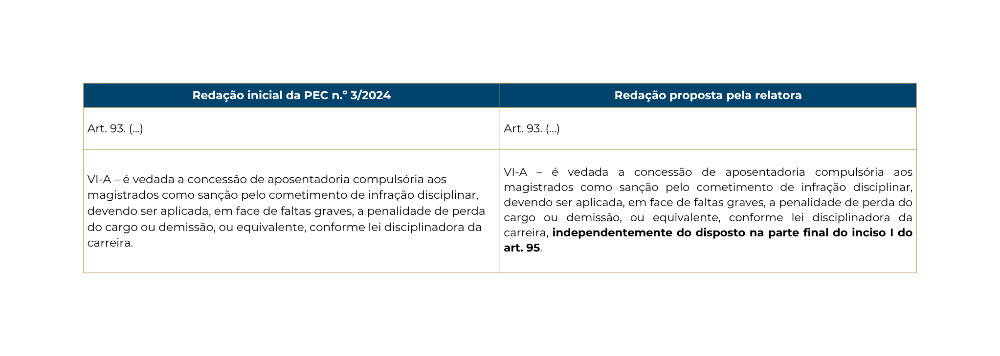 Redação inicial da PEC n.º 3/2024
Redação proposta pela relatora
Art. 93. (...)
Art. 93. (...)
VI-A – é vedada a concessão de aposentadoria compulsória aos
magistrados como sanção pelo cometimento de infração disciplinar,
devendo ser aplicada, em face de faltas graves, a penalidade de perda
do cargo ou demissão, ou equivalente, conforme lei disciplinadora da
carreira.
VI-A – é vedada a concessão de aposentadoria compulsória aos
magistrados como sanção pelo cometimento de infração disciplinar,
devendo ser aplicada, em face de faltas graves, a penalidade de perda do
cargo ou demissão, ou equivalente, conforme lei disciplinadora da
carreira, independentemente do disposto na parte final do inciso I do
art. 95.